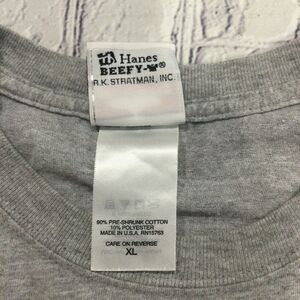 Hanes
BEEFY-T®
R.K. STRATMAN, INC.
90% PRE-SHRUNK COTTON
10% POLYESTER
MADE IN U.S.A. RN15763
CARE ON REVERSE
XL